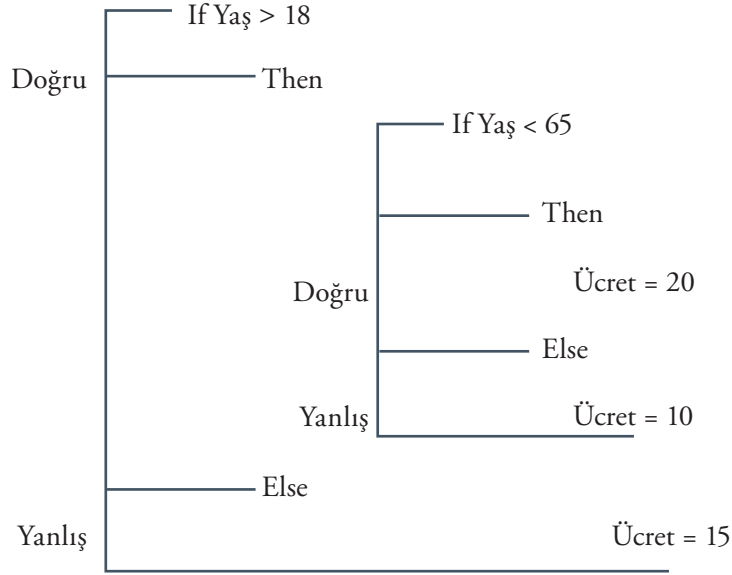 If Yaş > 18
Doğru
Then
If Yaş < 65
Then
Doğru
Ücret = 20
Else
Yanlış
Ücret = 10
Else
Yanlış
Ücret = 15